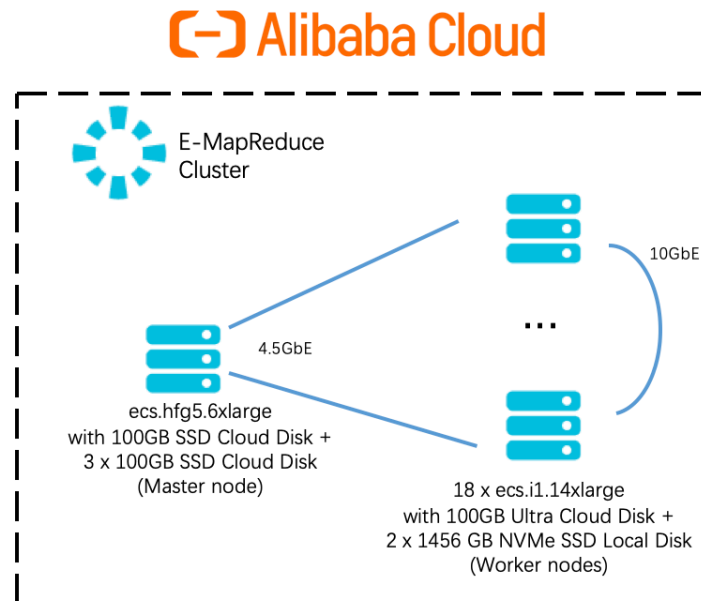 Alibaba Cloud
E-MapReduce
Cluster
10GbE
...
4.5GbE
ecs.hfg5.6xlarge
with 100GB SSD Cloud Disk +
3 x 100GB SSD Cloud Disk
(Master node)
18 x ecs.i1.14xlarge
with 100GB Ultra Cloud Disk +
2 x 1456 GB NVMe SSD Local Disk
(Worker nodes)